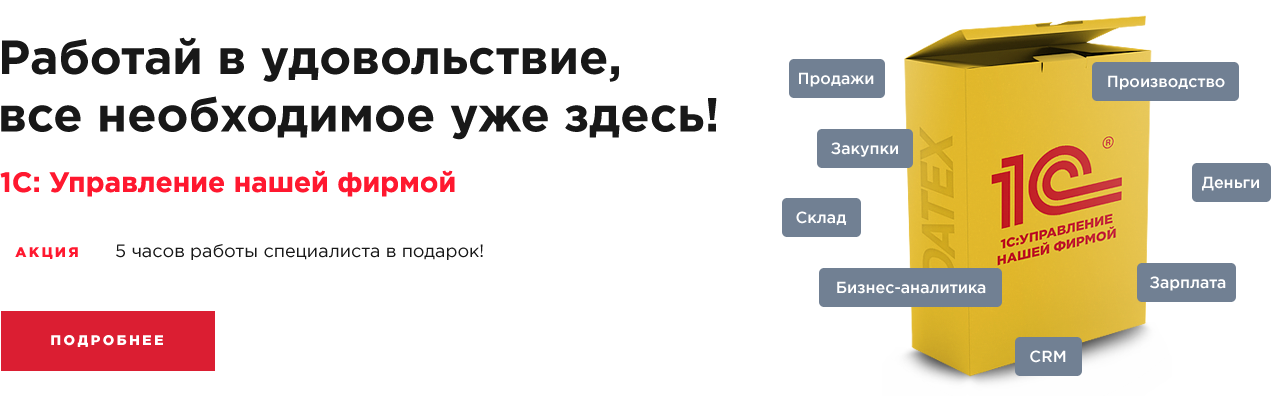 Работай в удовольствие,
все необходимое уже здесь!
1С: Управление нашей фирмой
АКЦИЯ
5 часов работы специалиста в подарок!
ПОДРОБНЕЕ
Продажи
Производство
Закупки
Деньги
Склад
Бизнес-аналитика
Зарплата
CRM
1С ®
1С:УПРАВЛЕНИЕ
НАШЕЙ ФИРМОЙ